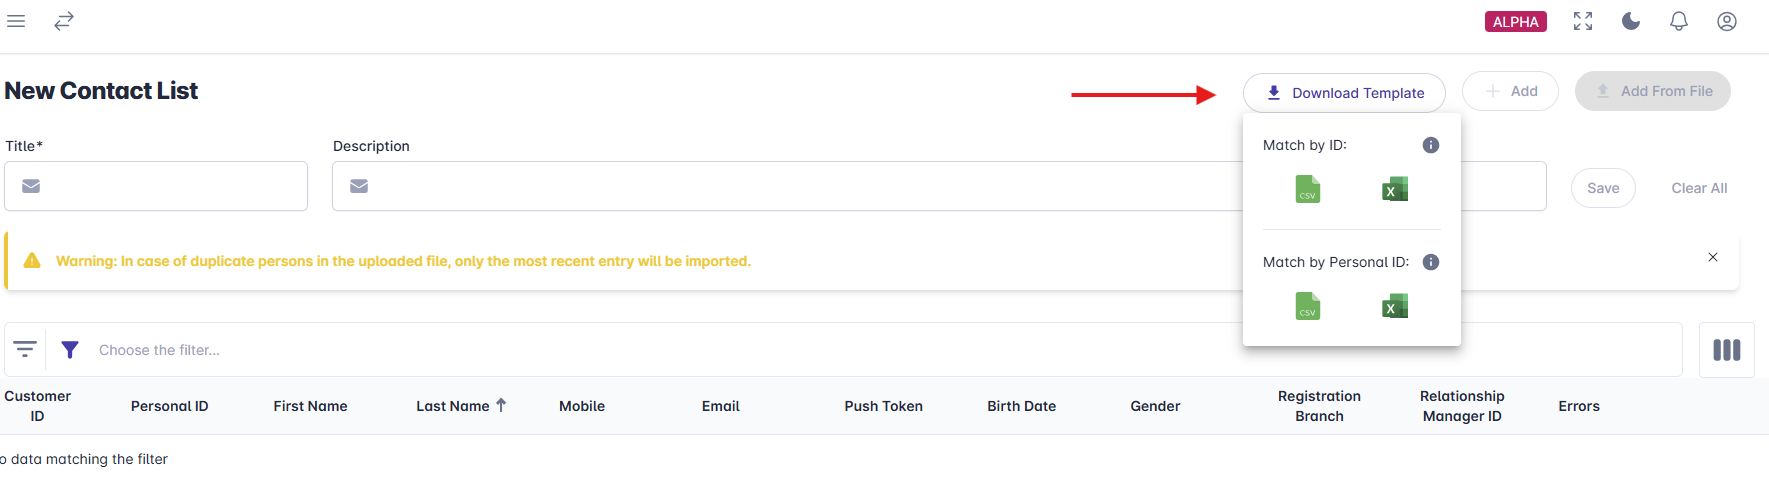 ALPHA
New Contact List
Download Template
Add
Add From File
Title*
Description
Match by ID:
CSV
X
Save
Clear All
Warning: In case of duplicate persons in the uploaded file, only the most recent entry will be imported.
Match by Personal ID:
CSV
X
Choose the filter...
Customer
ID
Personal ID
First Name
Last Name
Mobile
Email
Push Token
Birth Date
Gender
Registration
Branch
Relationship
Manager ID
Errors
o data matching the filter